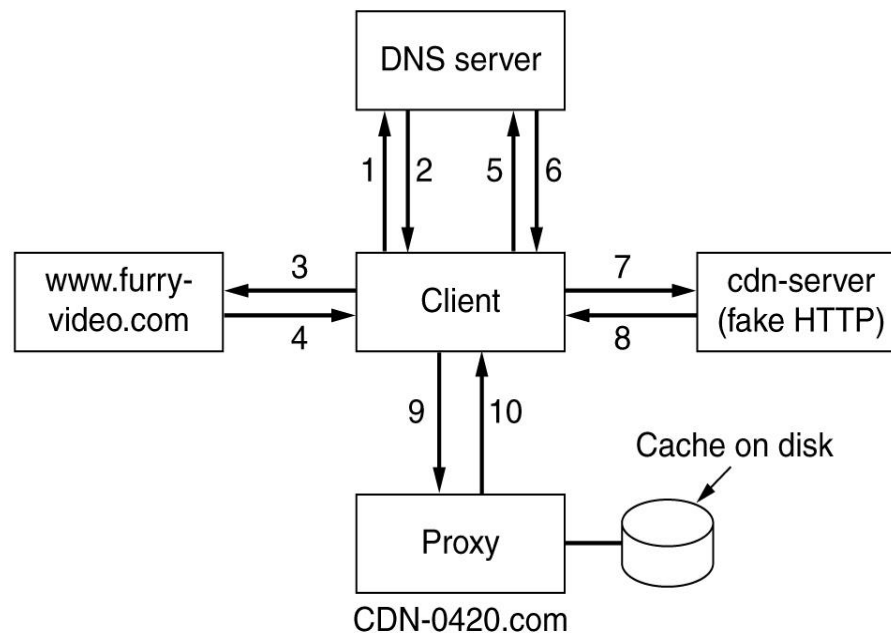 DNS server
1
2
5
6
www.furry-
video.com
3
4
Client
7
8
cdn-server
(fake HTTP)
9
10
Cache on disk
Proxy
CDN-0420.com